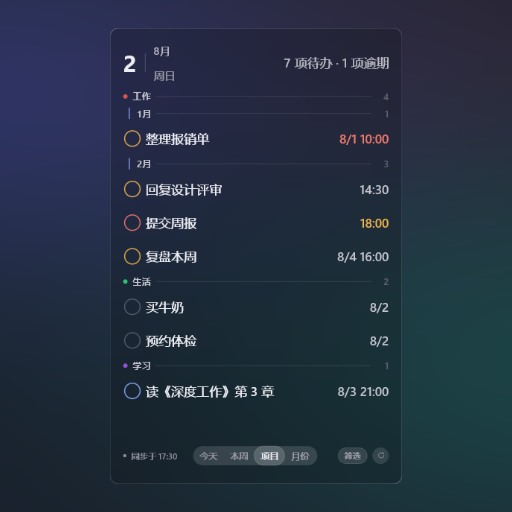 2
8月
周日
7 项待办 · 1 项逾期
工作 4
1月 1
整理报销单 8/1 10:00
2月 3
回复设计评审 14:30
提交周报 18:00
复盘本周 8/4 16:00
生活 2
买牛奶 8/2
预约体检 8/2
学习 1
读《深度工作》第 3 章 8/3 21:00
同步于 17:30 今天 本周 项目 月份 筛选